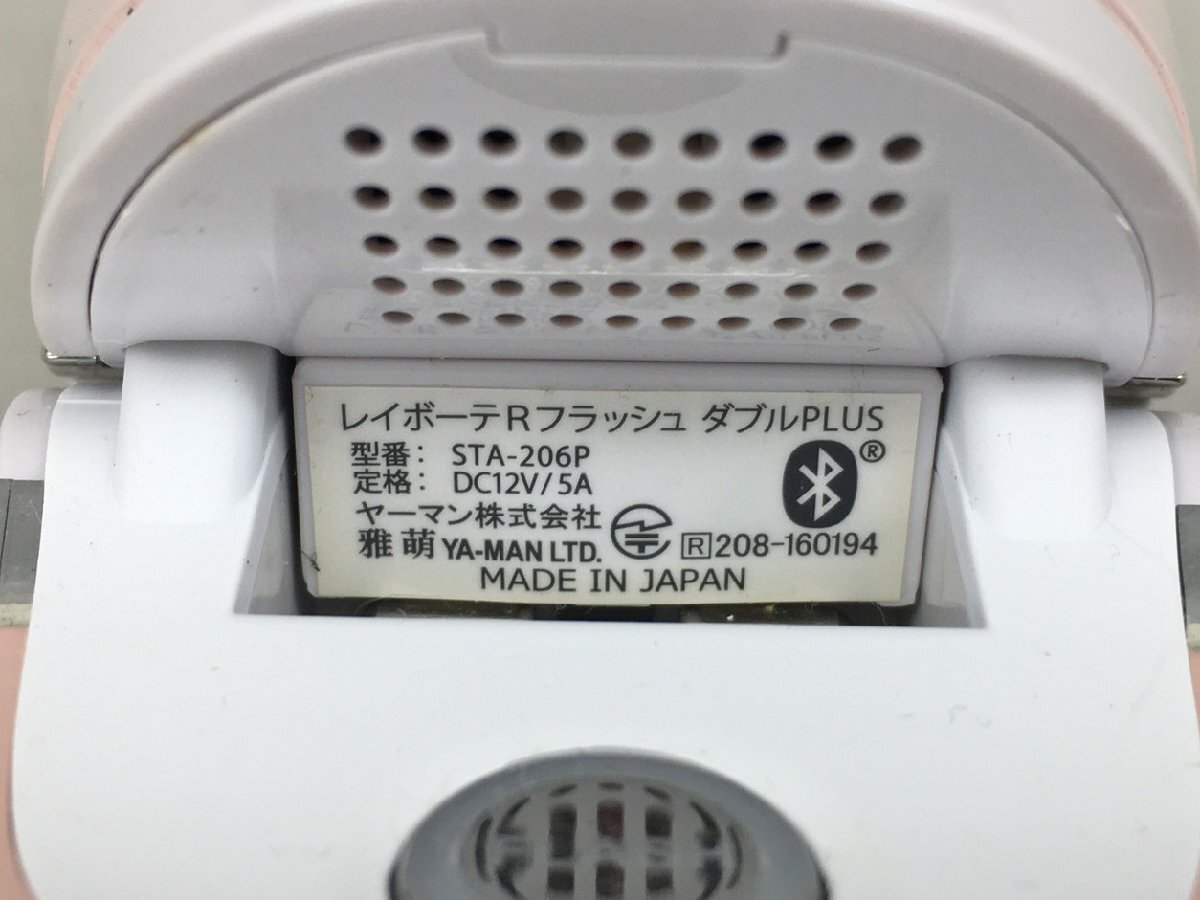 レイボーテRフラッシュ ダブルPLUS
型番： STA-206P
定格： DC12V/5A
®
ヤーマン株式会社
雅萌 YA-MAN LTD.
R 208-160194
MADE IN JAPAN